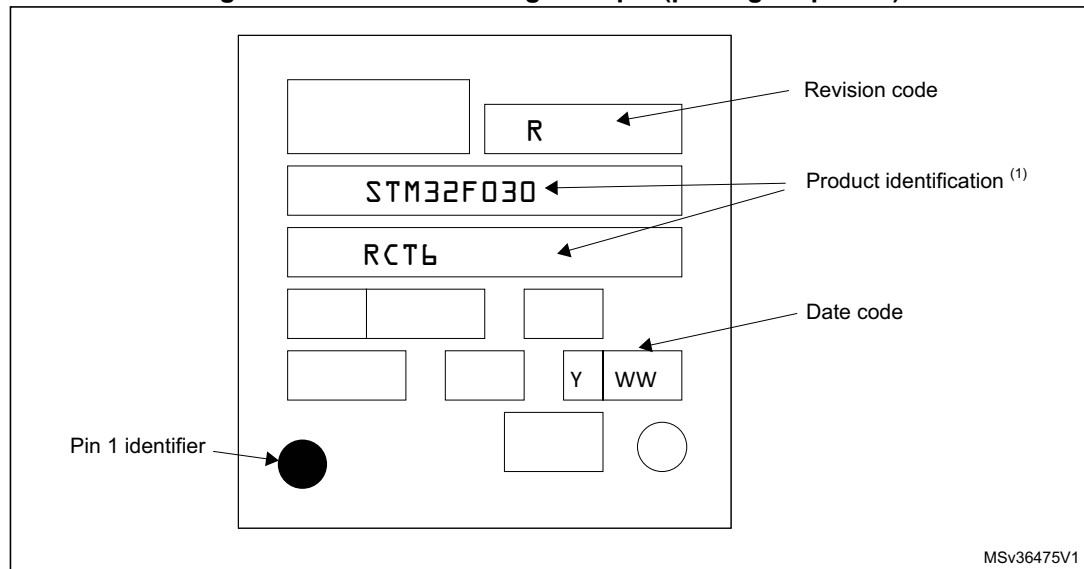 Revision code
R
STM32F030
Product identification (1)
RCT6
Date code
Y WW
Pin 1 identifier
MSv36475V1